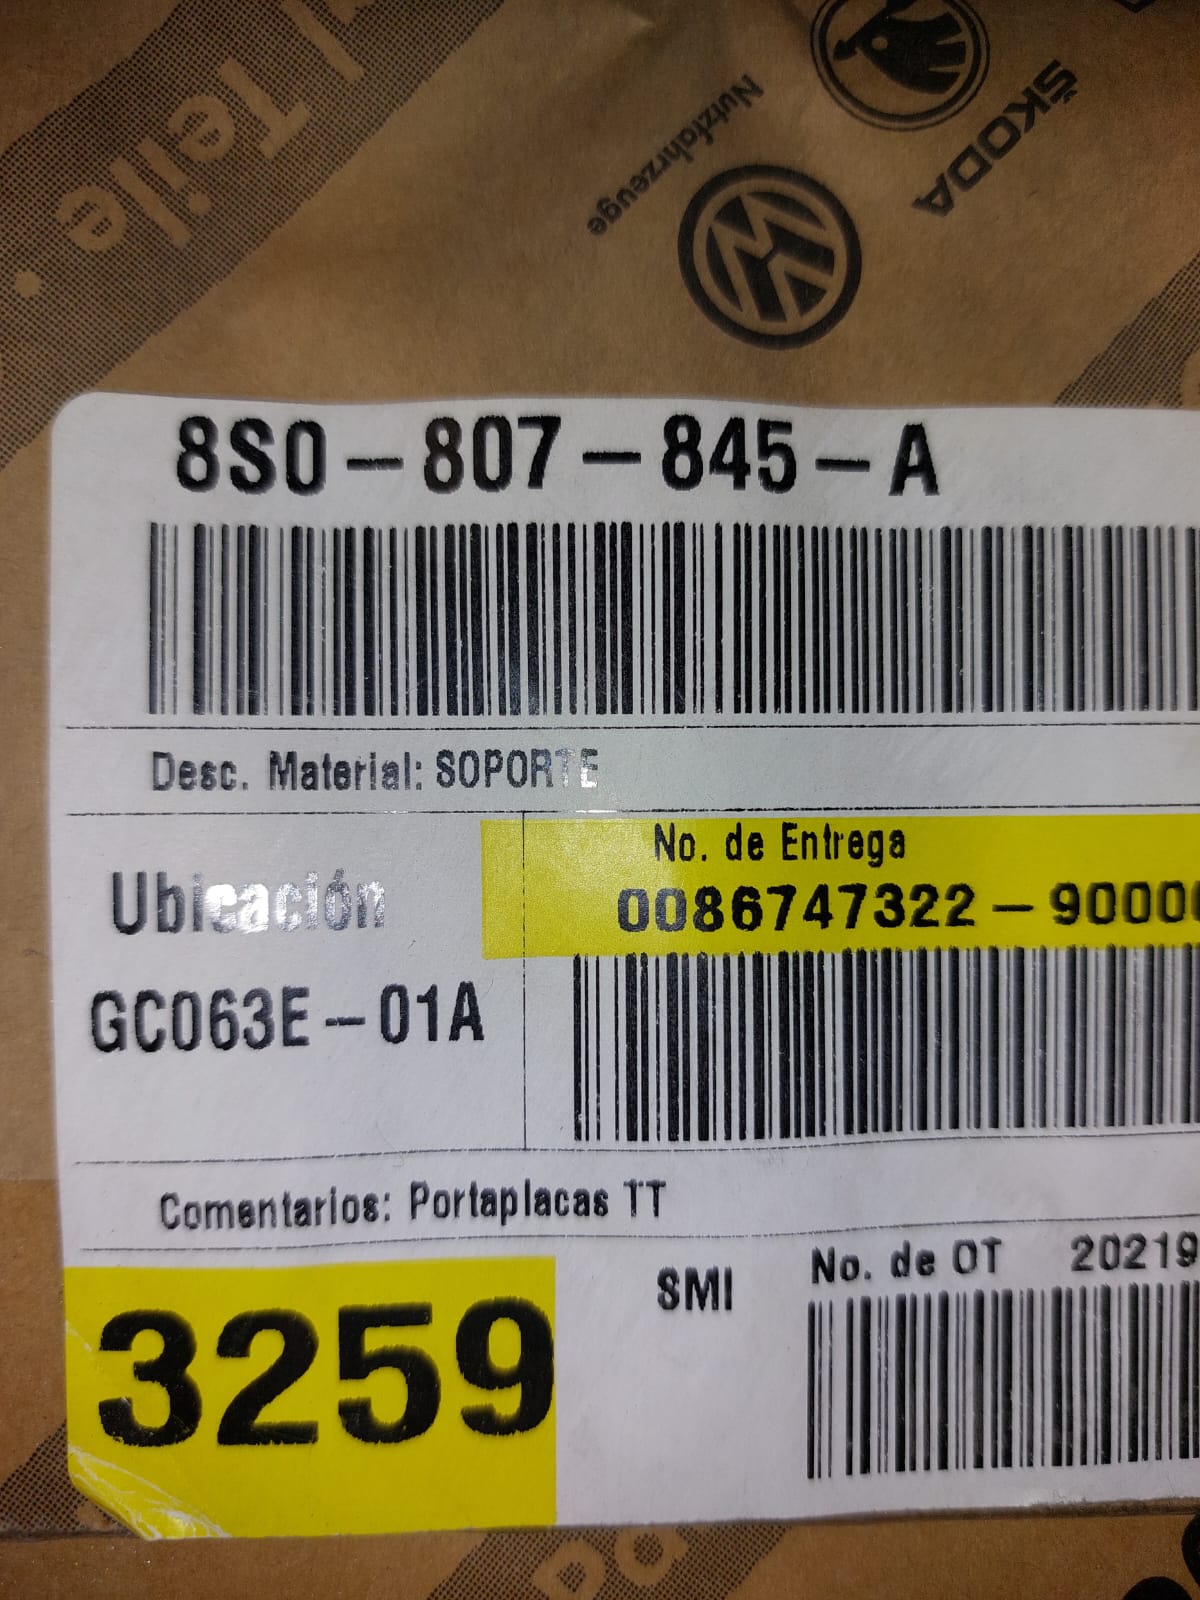 Teile
ŠKODA
Nutzfahrzeuge
8S0-807-845-A
Desc. Material: SOPORTE
No. de Entrega
0086747322-9000
Ubicación
GC063E-01A
Comentarios: Portaplacas TT
SMI
No. de OT 20219
3259